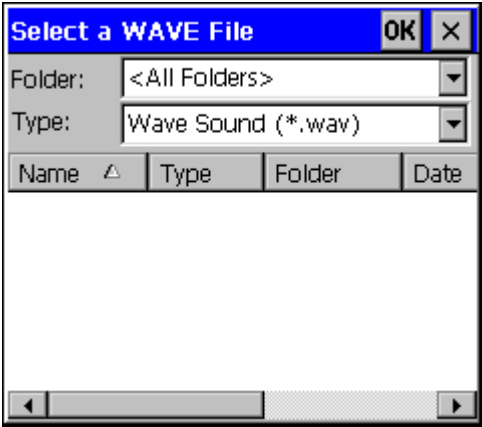 Select a WAVE File OK
Folder: <All Folders>
Type: Wave Sound (*.wav)
Name Type Folder Date